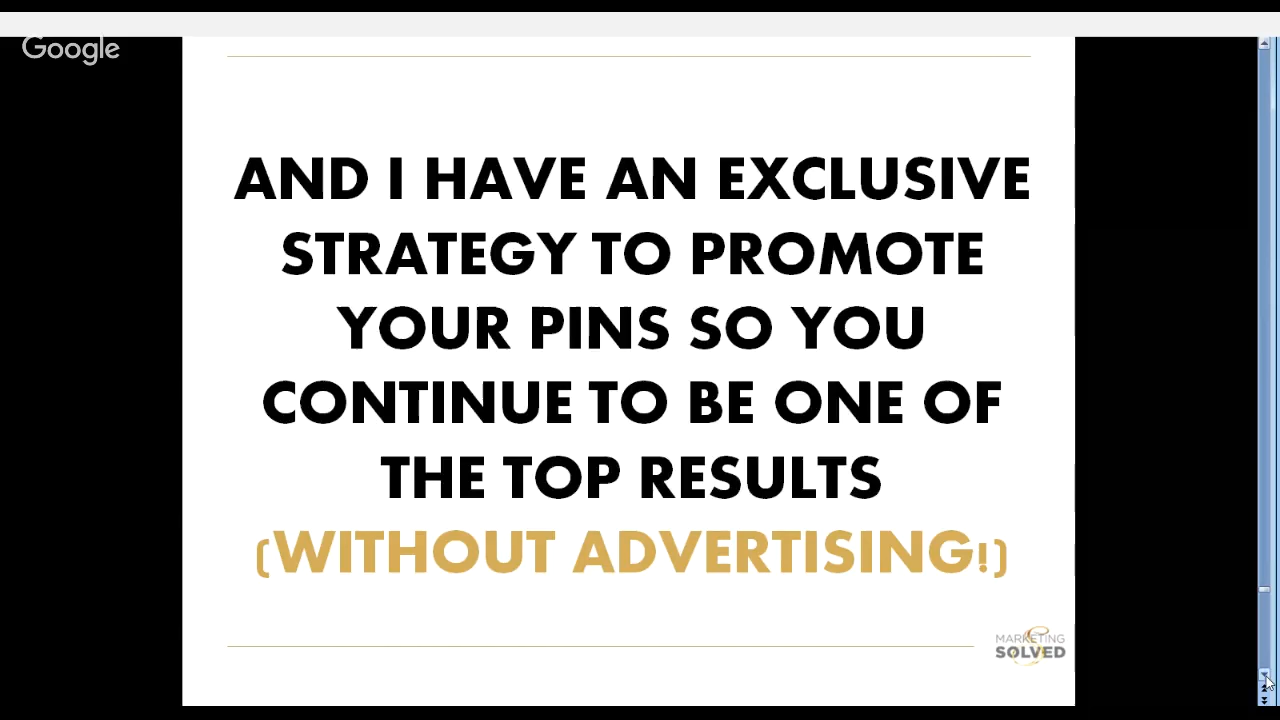 Google
AND I HAVE AN EXCLUSIVE
STRATEGY TO PROMOTE
YOUR PINS SO YOU
CONTINUE TO BE ONE OF
THE TOP RESULTS
(WITHOUT ADVERTISING!)
MARKETING
SOLVED